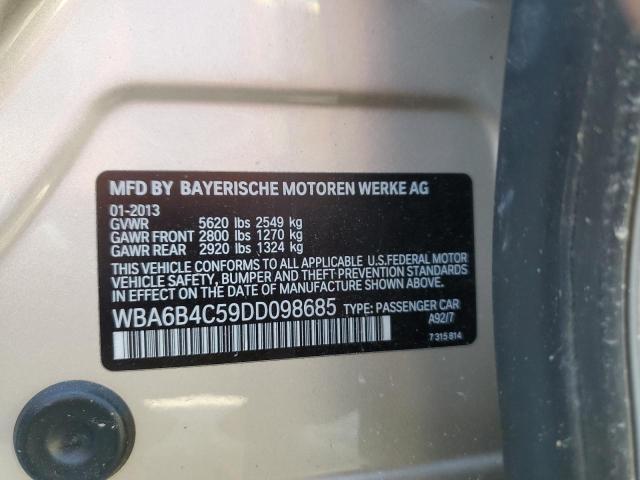 MFD BY BAYERISCHE MOTOREN WERKE AG
01-2013
GVWR 5620 lbs 2549 kg
GAWR FRONT 2800 lbs 1270 kg
GAWR REAR 2920 lbs 1324 kg
THIS VEHICLE CONFORMS TO ALL APPLICABLE U.S.FEDERAL MOTOR
VEHICLE SAFETY, BUMPER AND THEFT PREVENTION STANDARDS
IN EFFECT ON THE DATE OF MANUFACTURE SHOWN ABOVE.
WBA6B4C59DD098685 TYPE: PASSENGER CAR
A92/7
7 315 814